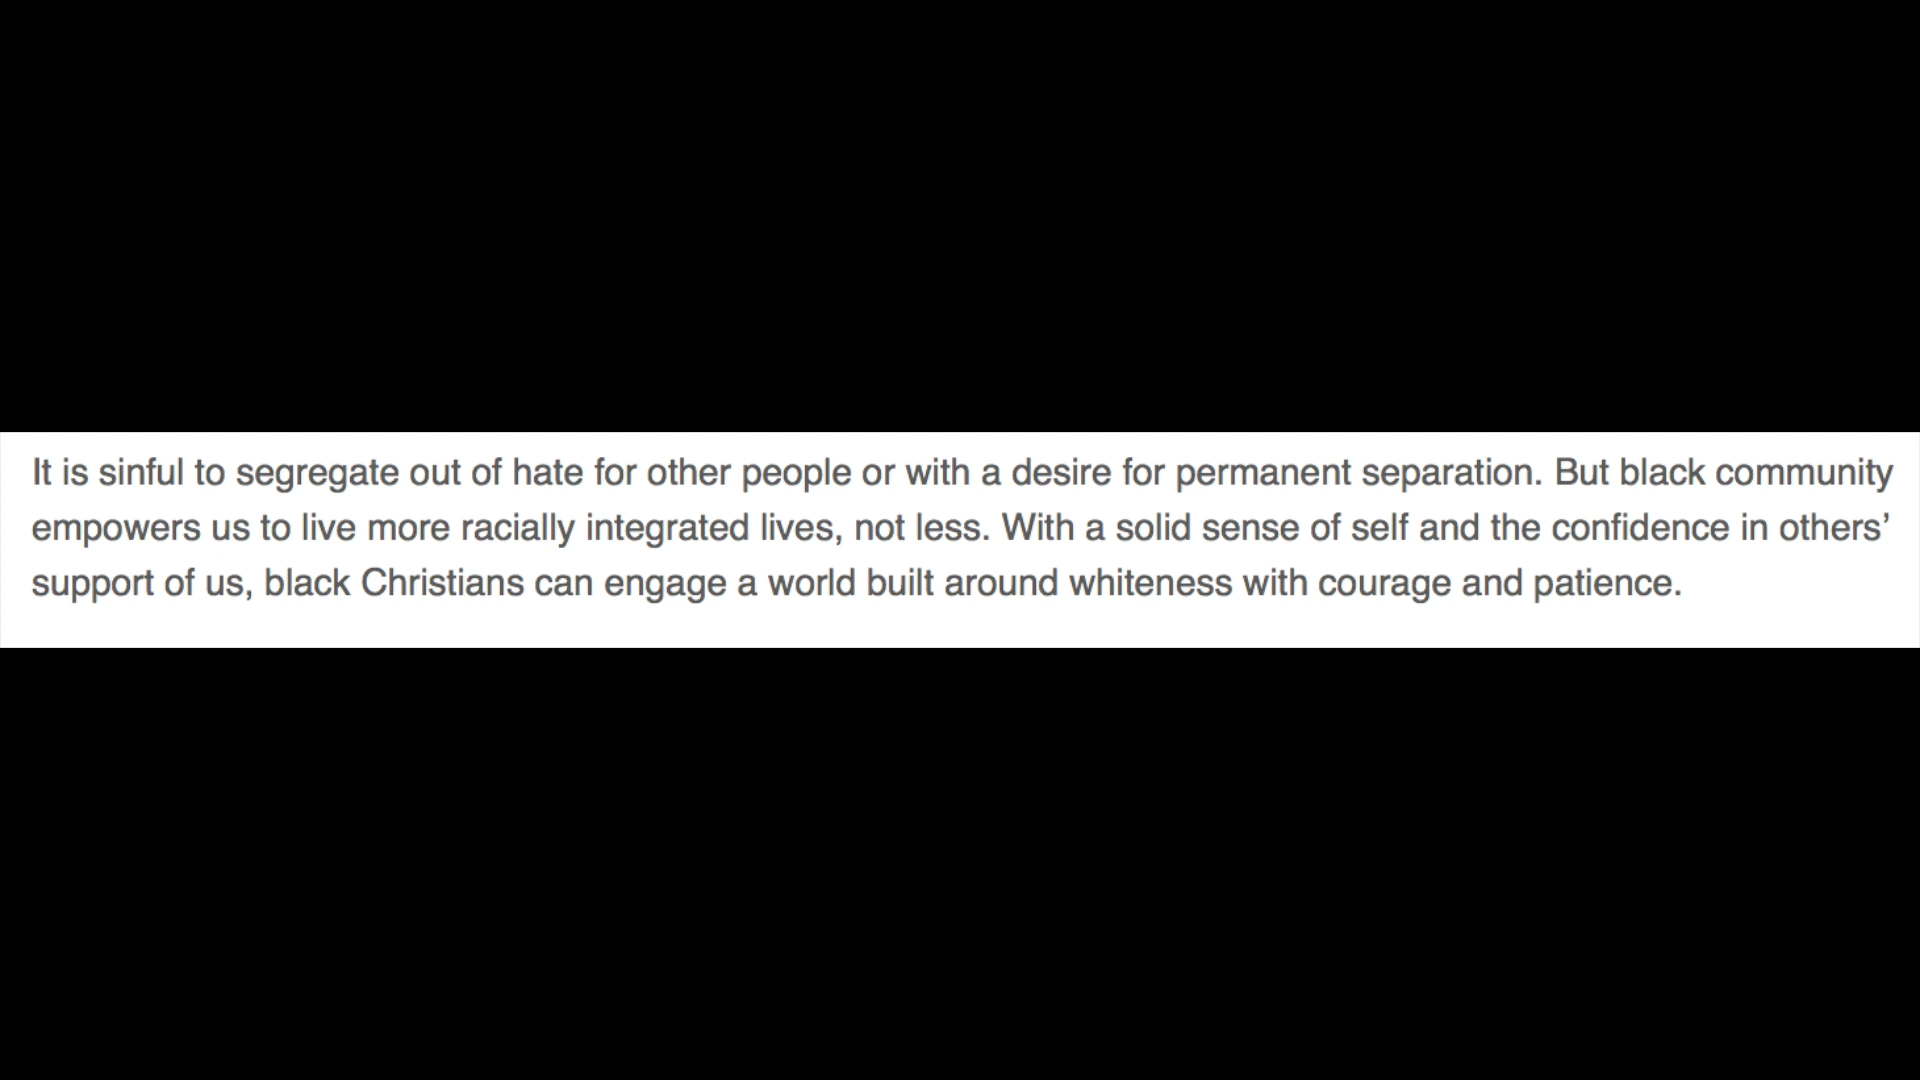 It is sinful to segregate out of hate for other people or with a desire for permanent separation. But black community
empowers us to live more racially integrated lives, not less. With a solid sense of self and the confidence in others’
support of us, black Christians can engage a world built around whiteness with courage and patience.